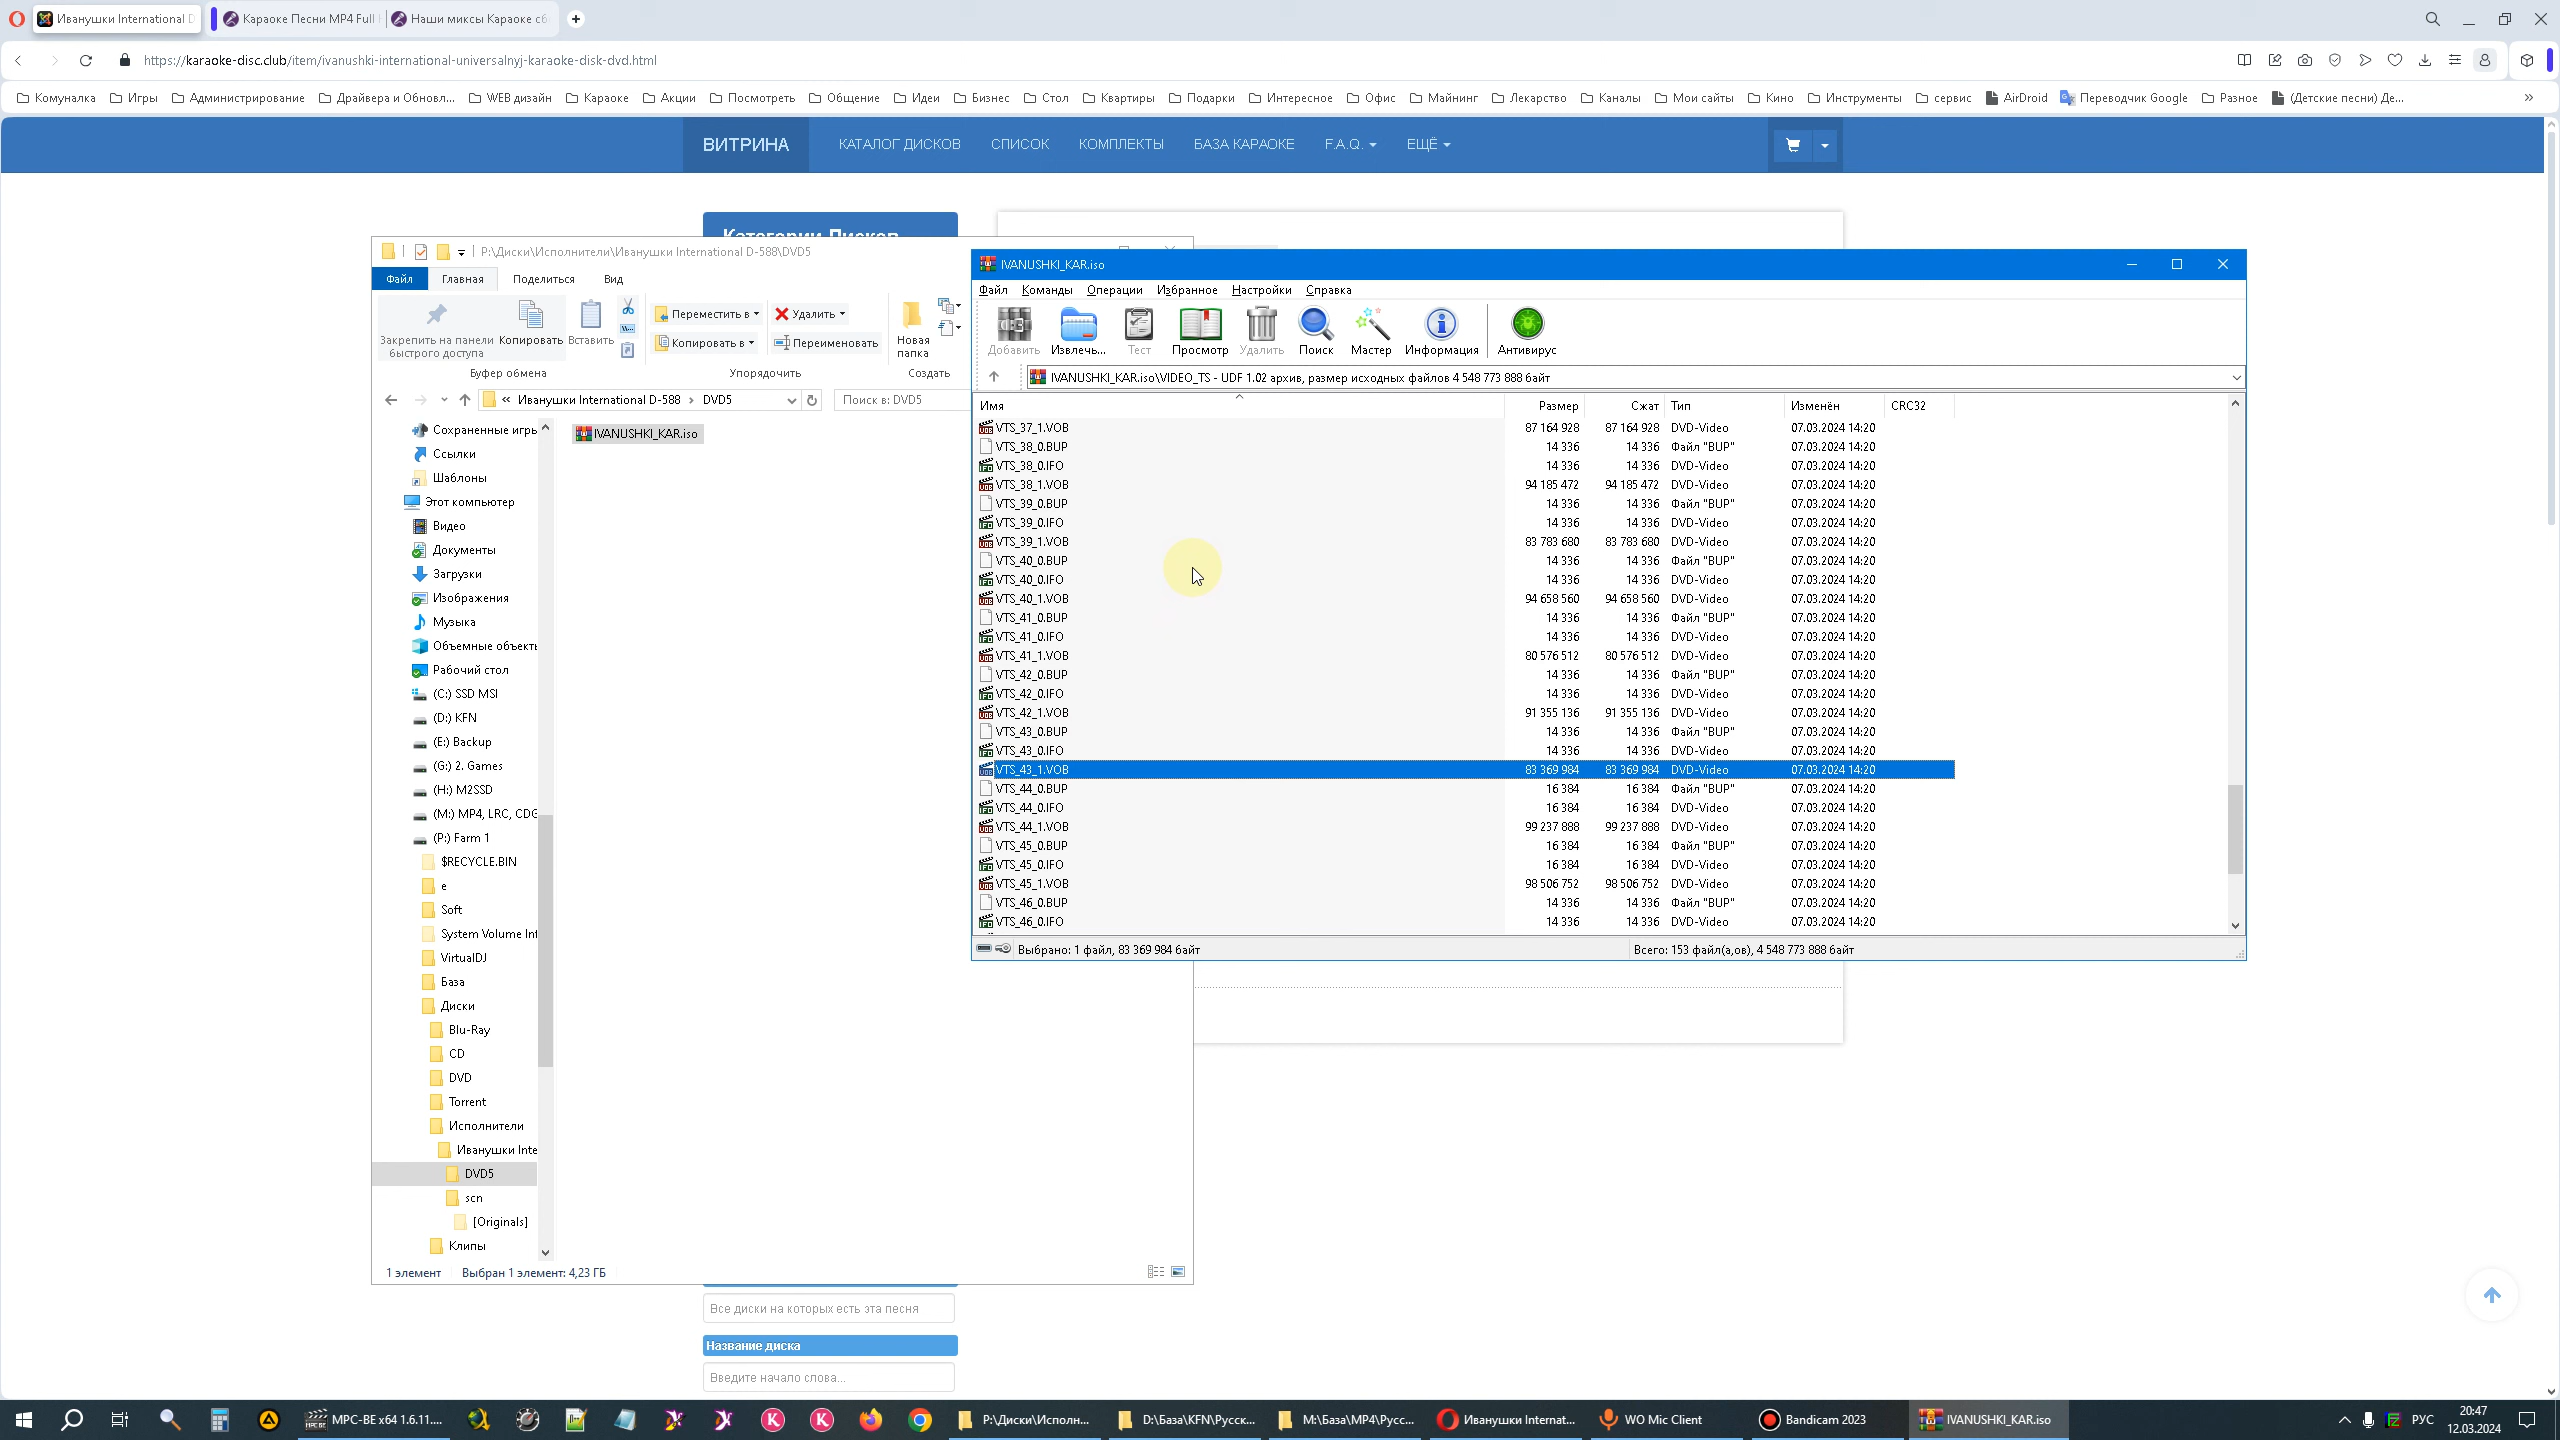 Иванушки International D
Караоке Песни MP4 Full
Наши миксы Караоке сб
https://karaoke-disc.club/item/ivanushki-international-universalnyj-karaoke-disk-dvd.html
Комуналка
Игры
Администрирование
Драйвера и Обновл...
WEB дизайн
Караоке
Акции
Посмотреть
Общение
Идеи
Бизнес
Стол
Квартиры
Подарки
Интересное
Офис
Майнинг
Лекарство
Каналы
Мои сайты
Кино
Инструменты
сервис
AirDroid
Переводчик Google
Разное
(Детские песни) Де...
ВИТРИНА
КАТАЛОГ ДИСКОВ
СПИСОК
КОМПЛЕКТЫ
БАЗА КАРАОКЕ
F.A.Q.
ЕЩЁ
Категории Дисков
P:\Диски\Исполнители\Иванушки International D-588\DVD5
Файл
Главная
Поделиться
Вид
Закрепить на панели быстрого доступа
Копировать
Вставить
Переместить в
Копировать в
Удалить
Переименовать
Новая папка
Буфер обмена
Упорядочить
Создать
« Иванушки International D-588 › DVD5
Поиск в: DVD5
Сохраненные игры
Ссылки
Шаблоны
Этот компьютер
Видео
Документы
Загрузки
Изображения
Музыка
Объемные объекть
Рабочий стол
(C:) SSD MSI
(D:) KFN
(E:) Backup
(G:) 2. Games
(H:) M2SSD
(M:) MP4, LRC, CDG
(P:) Farm 1
$RECYCLE.BIN
e
Soft
System Volume Inf
VirtualDJ
База
Диски
Blu-Ray
CD
DVD
Torrent
Исполнители
Иванушки Inte
DVD5
scn
[Originals]
Клипы
IVANUSHKI_KAR.iso
1 элемент
Выбран 1 элемент: 4,23 ГБ
IVANUSHKI_KAR.iso
Файл
Команды
Операции
Избранное
Настройки
Справка
Добавить
Извлечь...
Тест
Просмотр
Удалить
Поиск
Мастер
Информация
Антивирус
IVANUSHKI_KAR.iso\VIDEO_TS - UDF 1.02 архив, размер исходных файлов 4 548 773 888 байт
Имя Размер Сжат Тип Изменён CRC32
VTS_37_1.VOB 87 164 928 87 164 928 DVD-Video 07.03.2024 14:20
VTS_38_0.BUP 14 336 14 336 Файл "BUP" 07.03.2024 14:20
VTS_38_0.IFO 14 336 14 336 DVD-Video 07.03.2024 14:20
VTS_38_1.VOB 94 185 472 94 185 472 DVD-Video 07.03.2024 14:20
VTS_39_0.BUP 14 336 14 336 Файл "BUP" 07.03.2024 14:20
VTS_39_0.IFO 14 336 14 336 DVD-Video 07.03.2024 14:20
VTS_39_1.VOB 83 783 680 83 783 680 DVD-Video 07.03.2024 14:20
VTS_40_0.BUP 14 336 14 336 Файл "BUP" 07.03.2024 14:20
VTS_40_0.IFO 14 336 14 336 DVD-Video 07.03.2024 14:20
VTS_40_1.VOB 94 658 560 94 658 560 DVD-Video 07.03.2024 14:20
VTS_41_0.BUP 14 336 14 336 Файл "BUP" 07.03.2024 14:20
VTS_41_0.IFO 14 336 14 336 DVD-Video 07.03.2024 14:20
VTS_41_1.VOB 80 576 512 80 576 512 DVD-Video 07.03.2024 14:20
VTS_42_0.BUP 14 336 14 336 Файл "BUP" 07.03.2024 14:20
VTS_42_0.IFO 14 336 14 336 DVD-Video 07.03.2024 14:20
VTS_42_1.VOB 91 355 136 91 355 136 DVD-Video 07.03.2024 14:20
VTS_43_0.BUP 14 336 14 336 Файл "BUP" 07.03.2024 14:20
VTS_43_0.IFO 14 336 14 336 DVD-Video 07.03.2024 14:20
VTS_43_1.VOB 83 369 984 83 369 984 DVD-Video 07.03.2024 14:20
VTS_44_0.BUP 16 384 16 384 Файл "BUP" 07.03.2024 14:20
VTS_44_0.IFO 16 384 16 384 DVD-Video 07.03.2024 14:20
VTS_44_1.VOB 99 237 888 99 237 888 DVD-Video 07.03.2024 14:20
VTS_45_0.BUP 16 384 16 384 Файл "BUP" 07.03.2024 14:20
VTS_45_0.IFO 16 384 16 384 DVD-Video 07.03.2024 14:20
VTS_45_1.VOB 98 506 752 98 506 752 DVD-Video 07.03.2024 14:20
VTS_46_0.BUP 14 336 14 336 Файл "BUP" 07.03.2024 14:20
VTS_46_0.IFO 14 336 14 336 DVD-Video 07.03.2024 14:20
Выбрано: 1 файл, 83 369 984 байт
Всего: 153 файл(а,ов), 4 548 773 888 байт
Все диски на которых есть эта песня
Название диска
Введите начало слова...
MPC-BE x64 1.6.11....
P:\Диски\Исполн...
D:\База\KFN\Русск...
M:\База\MP4\Русс...
Иванушки Internat...
WO Mic Client
Bandicam 2023
IVANUSHKI_KAR.iso
РУС
20:47
12.03.2024